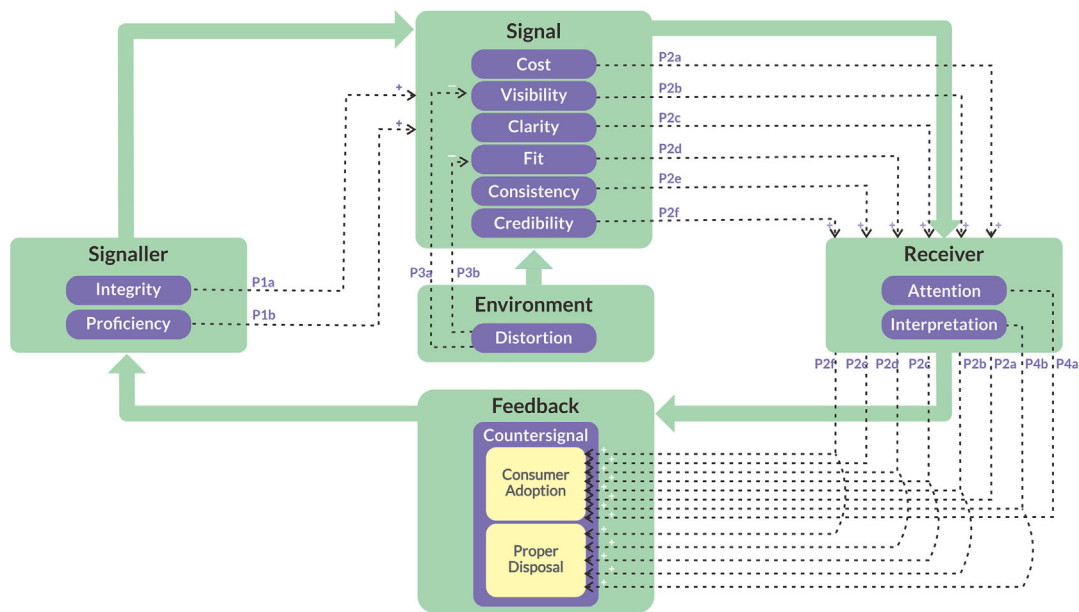 Signal
Cost
Visibility
Clarity
Fit
Consistency
Credibility
P2a
P2b
P2c
P2d
P2e
P2f
+
+
−
−
+ + + + + +
Signaller
Integrity
Proficiency
P1a
P1b
P3a P3b
Environment
Distortion
Receiver
Attention
Interpretation
P2f P2e P2d P2c P2b P2a P4b P4a
Feedback
Countersignal
Consumer
Adoption
Proper
Disposal